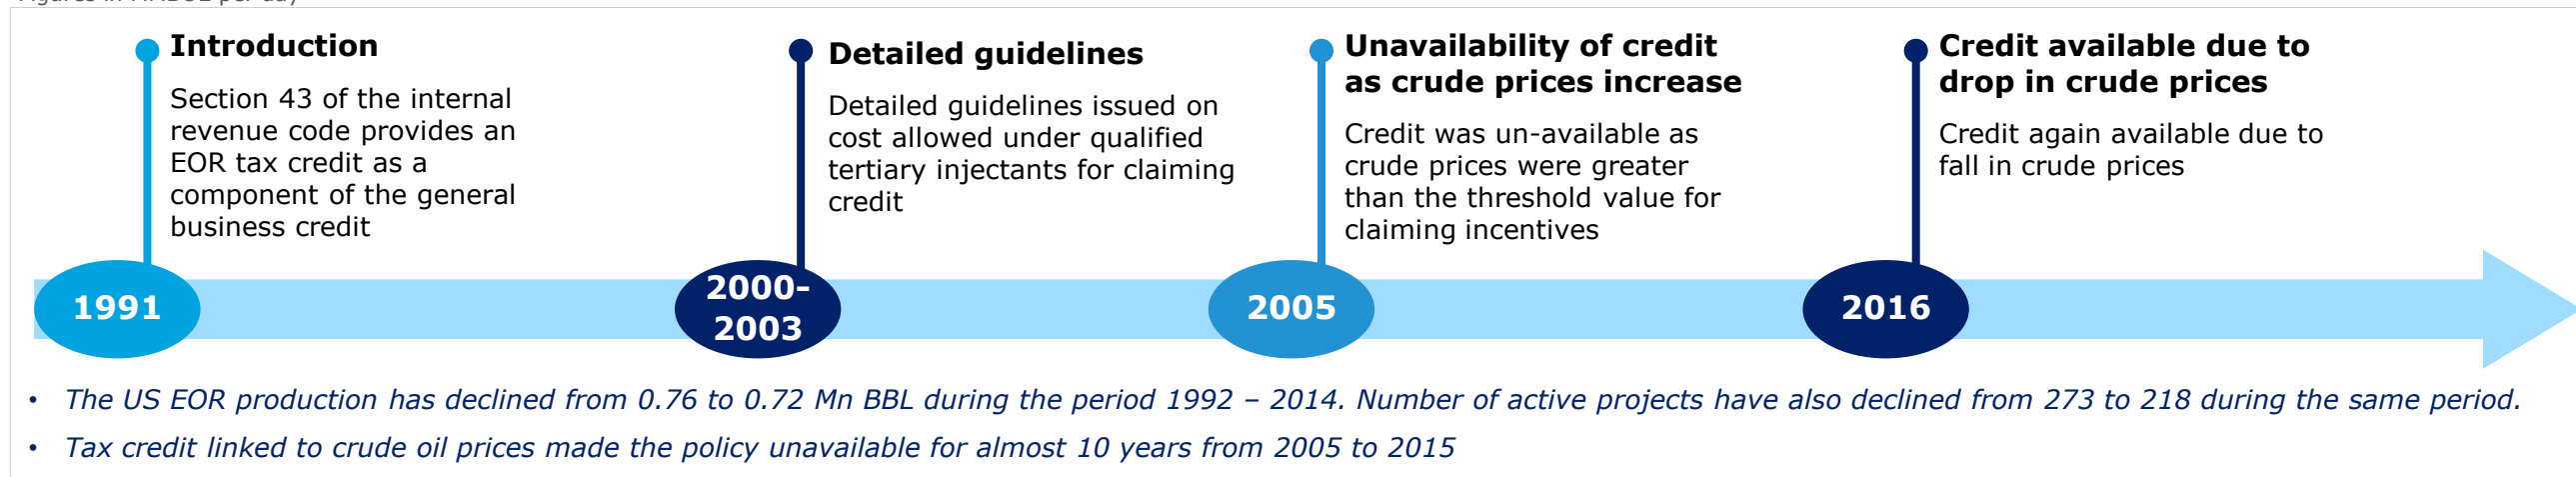 Introduction
Section 43 of the internal
revenue code provides an
EOR tax credit as a
component of the general
business credit
Detailed guidelines
Detailed guidelines issued on
cost allowed under qualified
tertiary injectants for claiming
credit
Unavailability of credit
as crude prices increase
Credit was un-available as
crude prices were greater
than the threshold value for
claiming incentives
Credit available due to
drop in crude prices
Credit again available due to
fall in crude prices
1991
2000-
2003
2005
2016
• The US EOR production has declined from 0.76 to 0.72 Mn BBL during the period 1992 – 2014. Number of active projects have also declined from 273 to 218 during the same period.
• Tax credit linked to crude oil prices made the policy unavailable for almost 10 years from 2005 to 2015